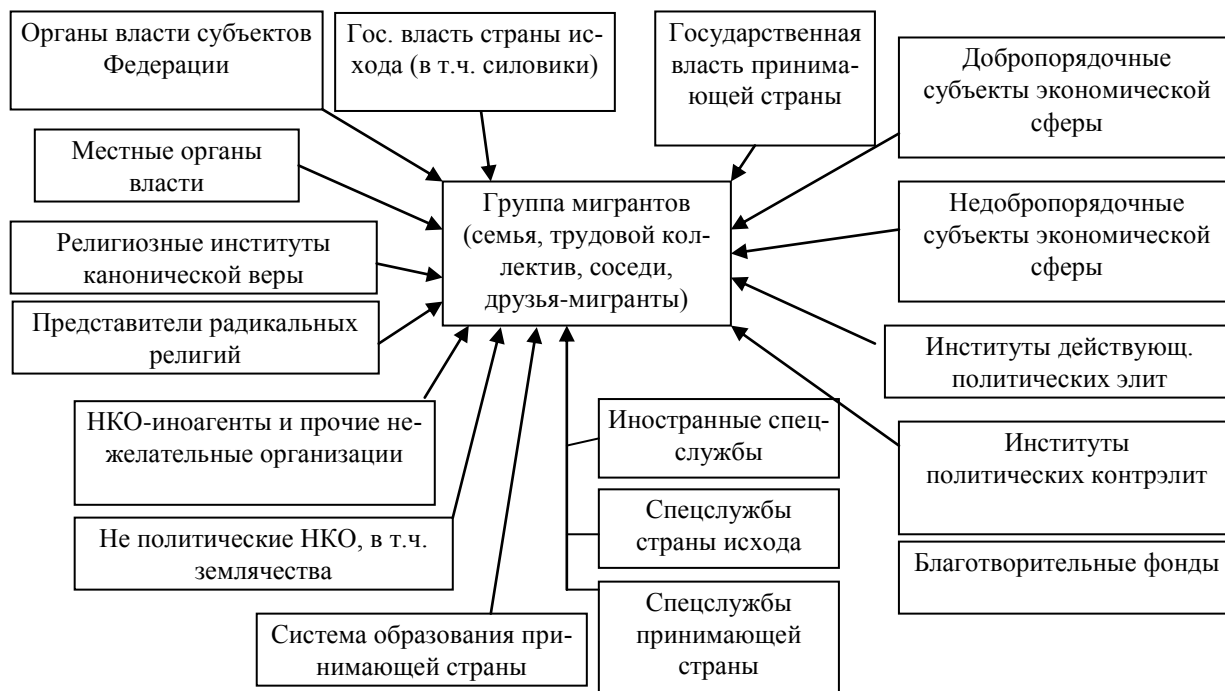 Органы власти субъектов
Федерации
Гос. власть страны ис-
хода (в т.ч. силовики)
Государственная
власть принима-
ющей страны
Добропорядочные
субъекты экономической
сферы
Местные органы
власти
Группа мигрантов
(семья, трудовой кол-
лектив, соседи,
друзья-мигранты)
Недобропорядочные
субъекты экономической
сферы
Религиозные институты
канонической веры
Представители радикальных
религий
Институты действующ.
политических элит
НКО-иноагенты и прочие не-
желательные организации
Иностранные спец-
службы
Институты
политических контрэлит
Не политические НКО, в т.ч.
землячества
Спецслужбы
страны исхода
Благотворительные фонды
Система образования при-
нимающей страны
Спецслужбы
принимающей
страны